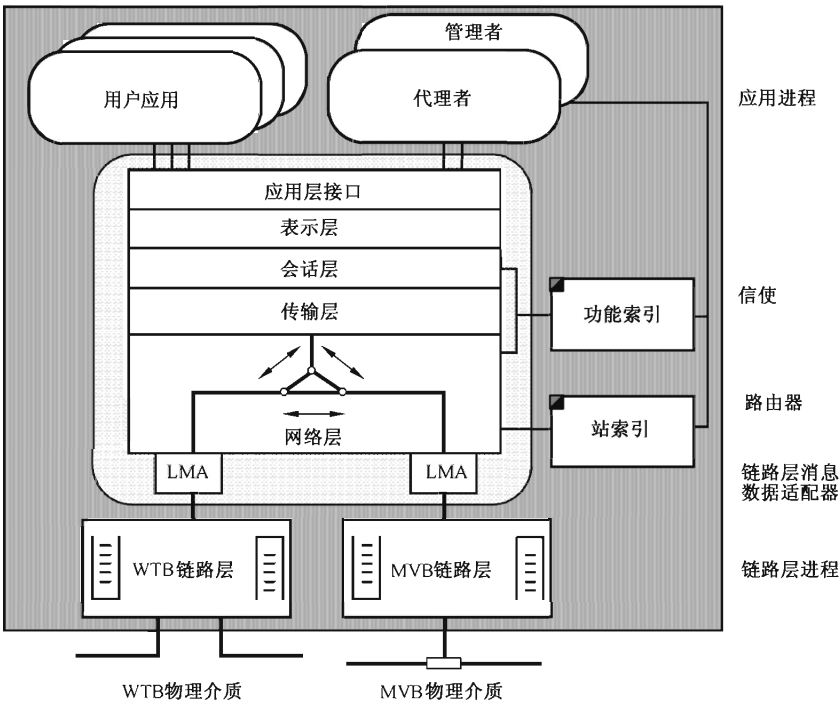 管理者
用户应用
代理者
应用进程
应用层接口
表示层
会话层
信使
传输层
功能索引
路由器
网络层
站索引
LMA
LMA
链路层消息
数据适配器
WTB链路层
MVB链路层
链路层进程
WTB物理介质
MVB物理介质